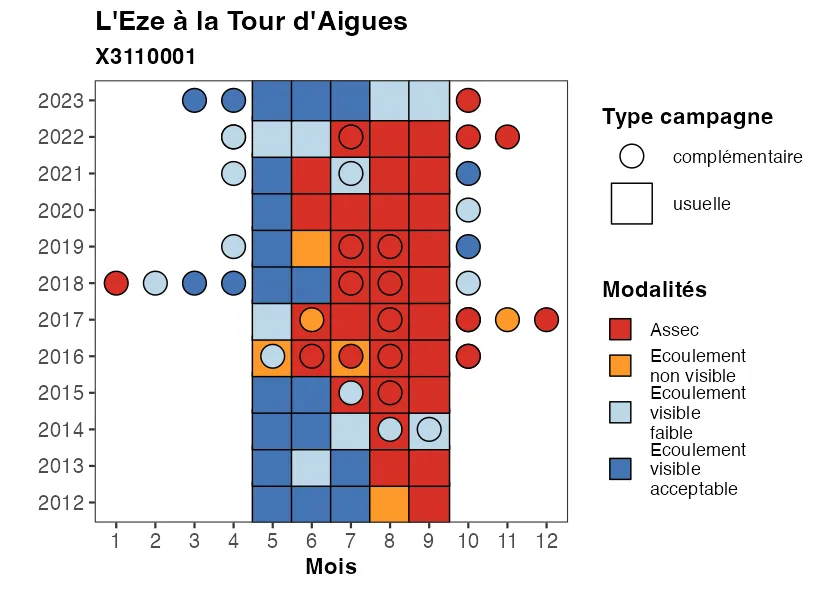 L'Eze à la Tour d'Aigues
X3110001
2023
2022
2021
2020
2019
2018
2017
2016
2015
2014
2013
2012
1 2 3 4 5 6 7 8 9 10 11 12
Mois
Type campagne
complémentaire
usuelle
Modalités
Assec
Ecoulement
non visible
Ecoulement
visible
faible
Ecoulement
visible
acceptable